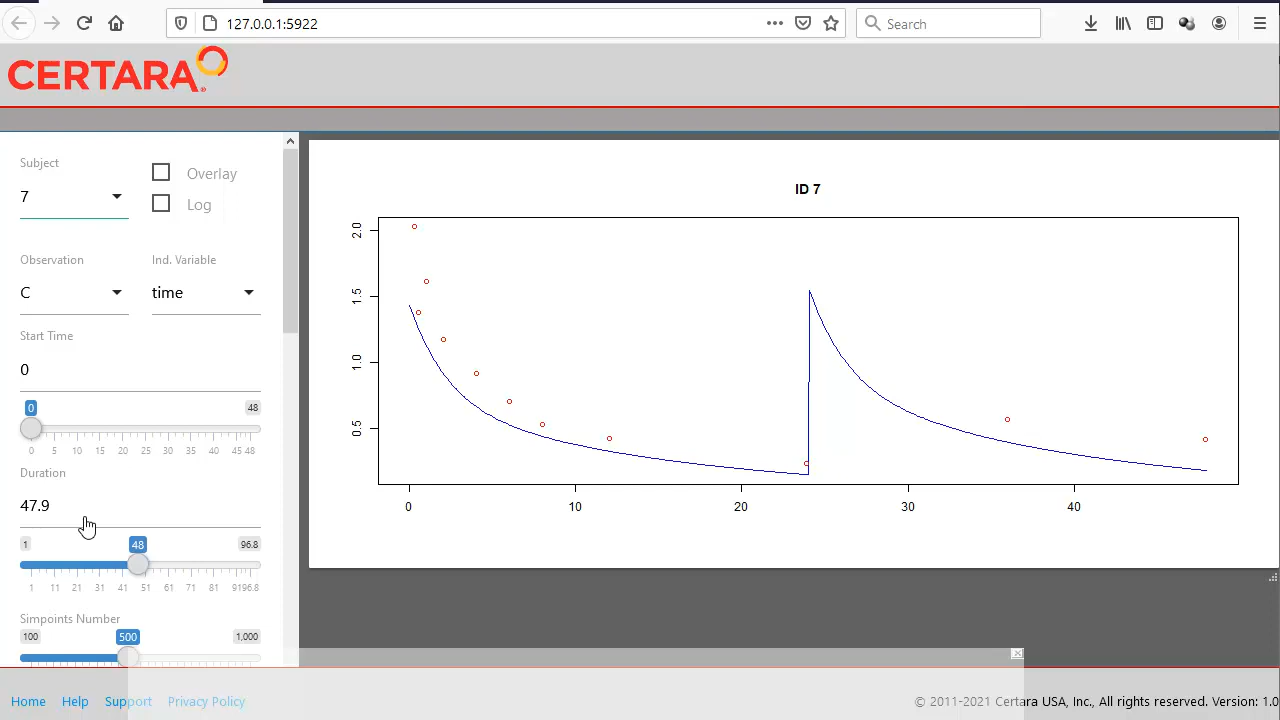 127.0.0.1:5922
Search
CERTARA
Subject
7
Overlay
Log
Observation
Ind. Variable
C
time
Start Time
0
0 48
0 5 10 15 20 25 30 35 40 45 48
Duration
47.9
1 48 96.8
1 11 21 31 41 51 61 71 81 9196.8
Simpoints Number
100 500 1,000
ID 7
2.0
1.5
1.0
0.5
0 10 20 30 40
Home Help Support Privacy Policy
© 2011-2021 Certara USA, Inc., All rights reserved. Version: 1.0